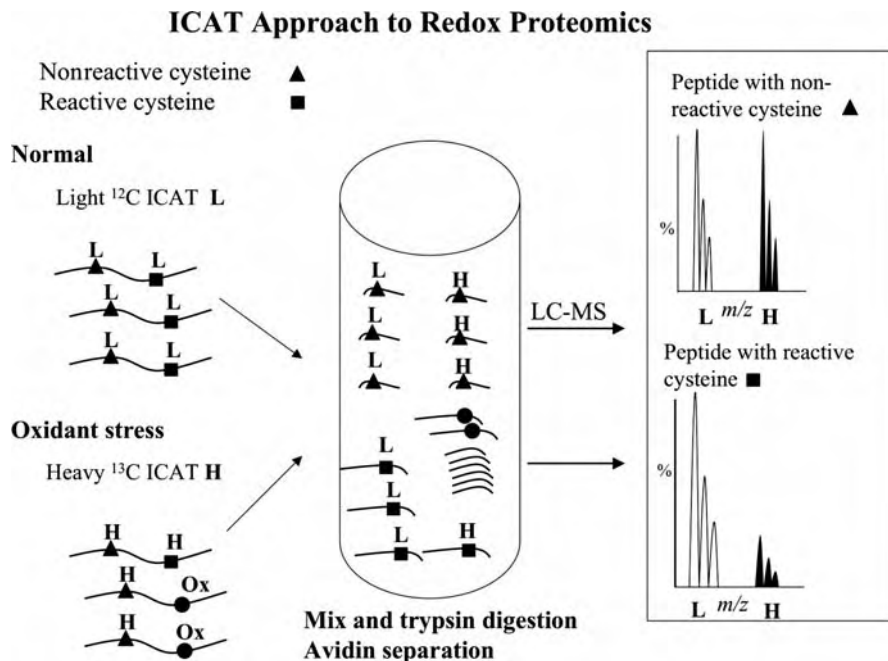 ICAT Approach to Redox Proteomics
Nonreactive cysteine
Reactive cysteine
Normal
Light ¹²C ICAT L
L
L
L
L
L
L
Oxidant stress
Heavy ¹³C ICAT H
H
H
H
Ox
H
Ox
L
H
L
H
L
H
L
L
L
H
Mix and trypsin digestion
Avidin separation
LC-MS
Peptide with non-
reactive cysteine
%
L m/z H
Peptide with reactive
cysteine
%
L m/z H